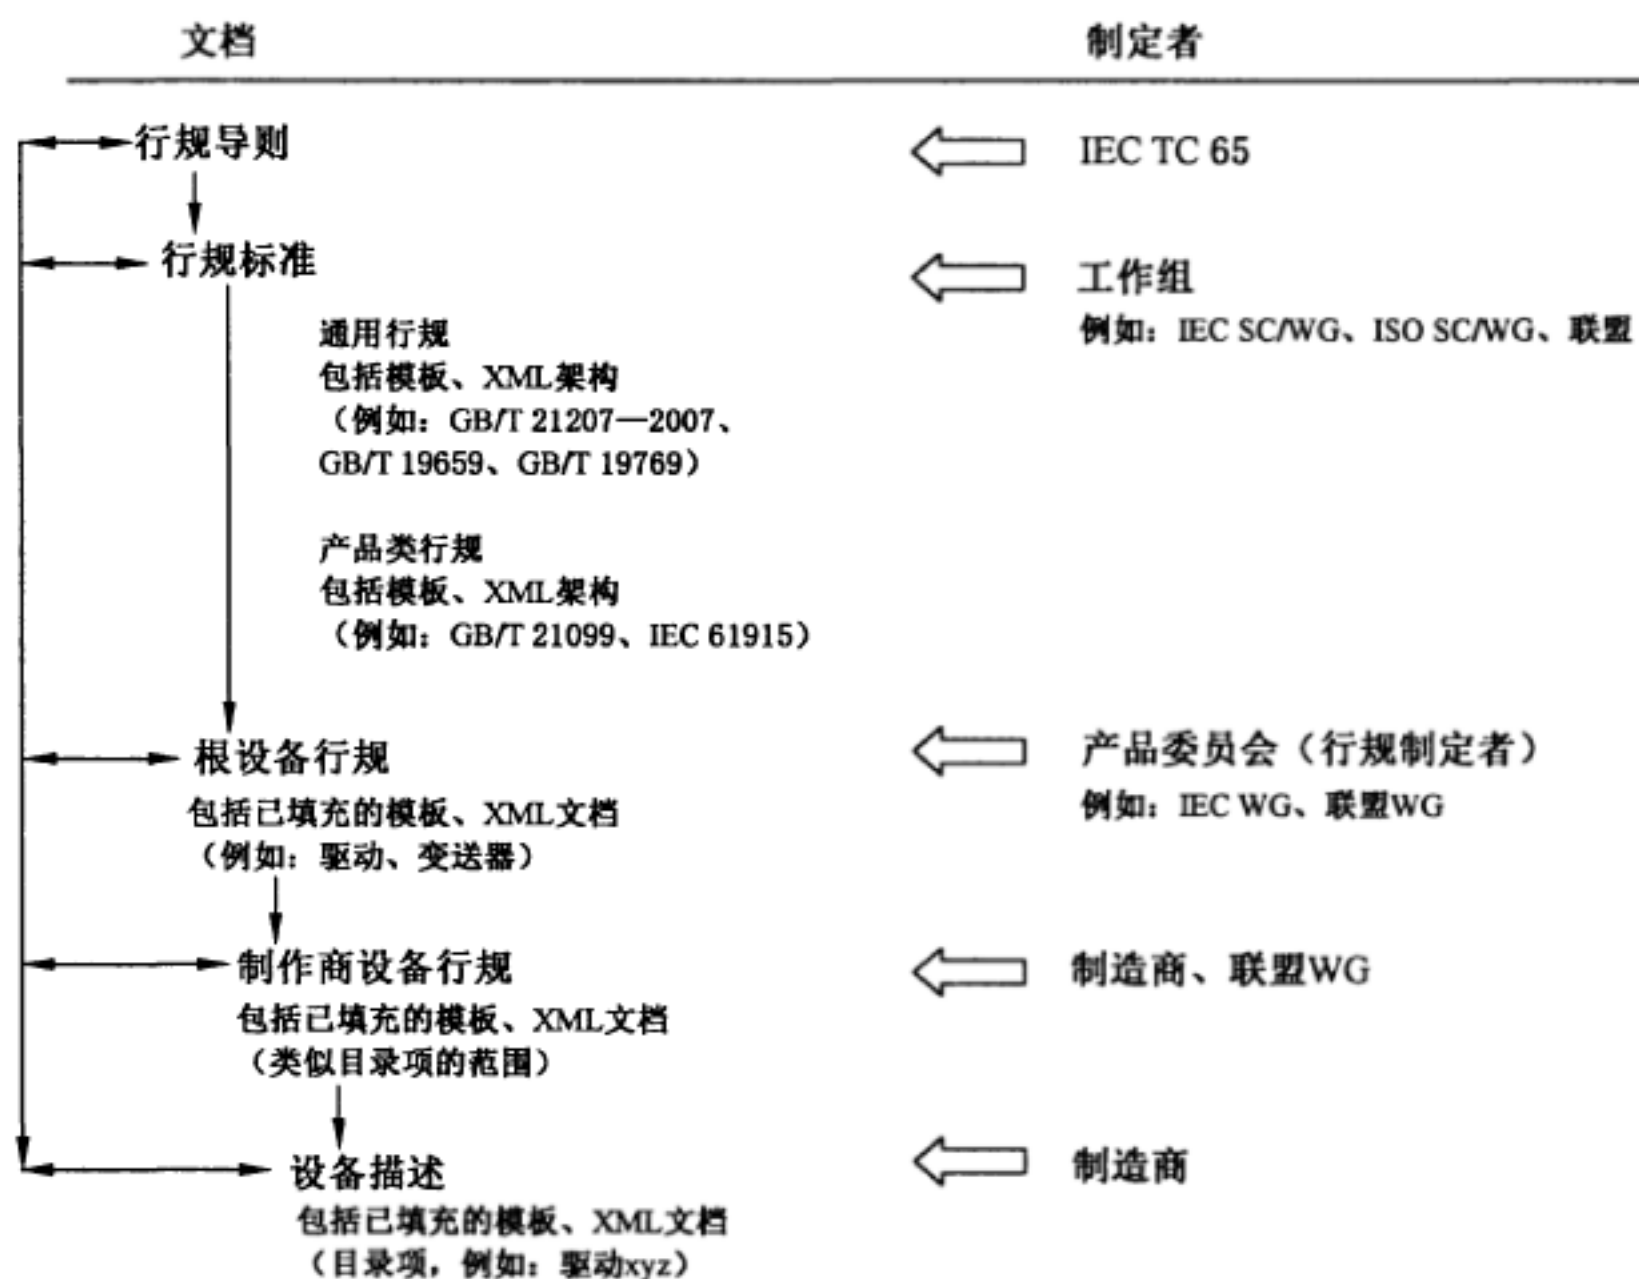 文档
制定者
行规导则
IEC TC 65
行规标准
工作组
例如：IEC SC/WG、ISO SC/WG、联盟
通用行规
包括模板、XML架构
（例如：GB/T 21207—2007、
GB/T 19659、GB/T 19769）
产品类行规
包括模板、XML架构
（例如：GB/T 21099、IEC 61915）
根设备行规
产品委员会（行规制定者）
包括已填充的模板、XML文档
例如：IEC WG、联盟WG
（例如：驱动、变送器）
制作商设备行规
制造商、联盟WG
包括已填充的模板、XML文档
（类似目录项的范围）
设备描述
制造商
包括已填充的模板、XML文档
（目录项，例如：驱动xyz）